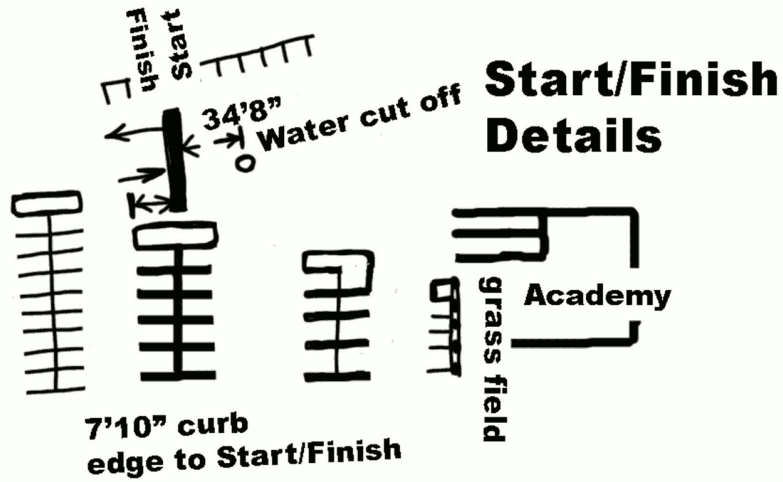 Finish
Start
34'8"
Water cut off
Start/Finish
Details
Academy
grass field
7'10" curb
edge to Start/Finish